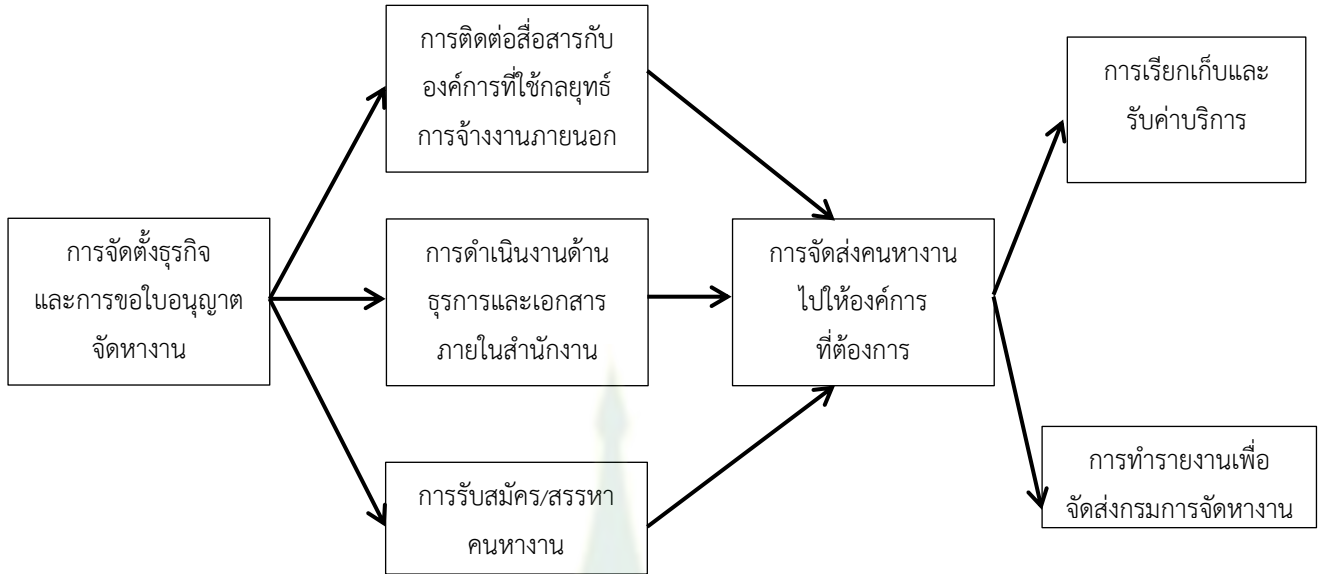 การจัดตั้งธุรกิจ
และการขอใบอนุญาต
จัดหางาน
การติดต่อสื่อสารกับ
องค์การที่ใช้กลยุทธ์
การจ้างงานภายนอก
การดำเนินงานด้าน
ธุรการและเอกสาร
ภายในสำนักงาน
การรับสมัคร/สรรหา
คนหางาน
การจัดส่งคนหางาน
ไปให้องค์การ
ที่ต้องการ
การเรียกเก็บและ
รับค่าบริการ
การทำรายงานเพื่อ
จัดส่งกรมการจัดหางาน